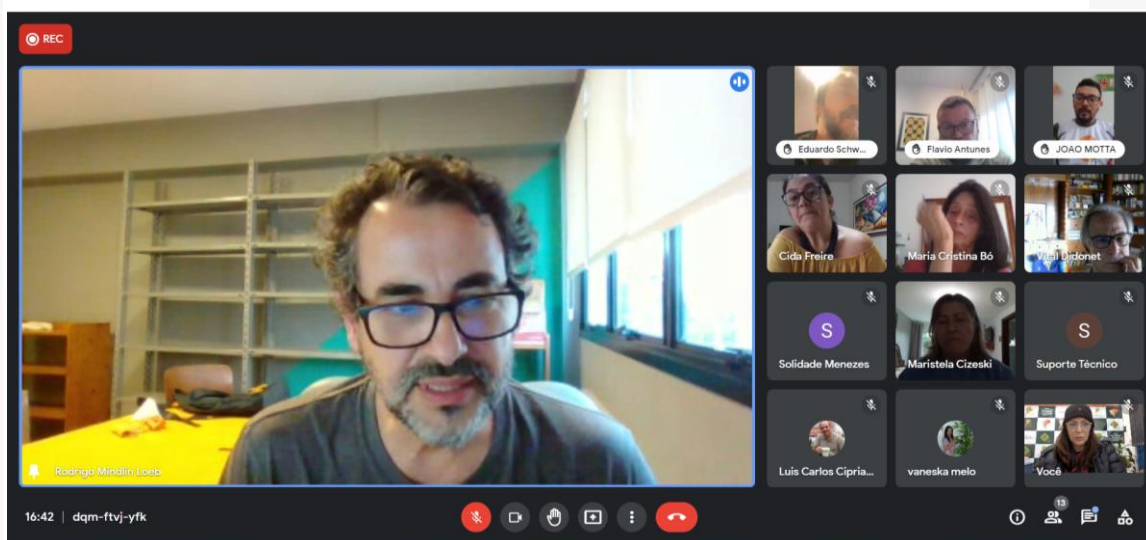 REC
Eduardo Schw...
Flavio Antunes
JOAO MOTTA
Cida Freire
Maria Cristina Bó
Vital Didonet
S
Solidade Menezes
Maristela Cizeski
S
Suporte Técnico
Luis Carlos Cipria...
vaneska melo
Você
Rodrigo Mindlin Loeb
16:42 | dqm-ftvj-yfk
13